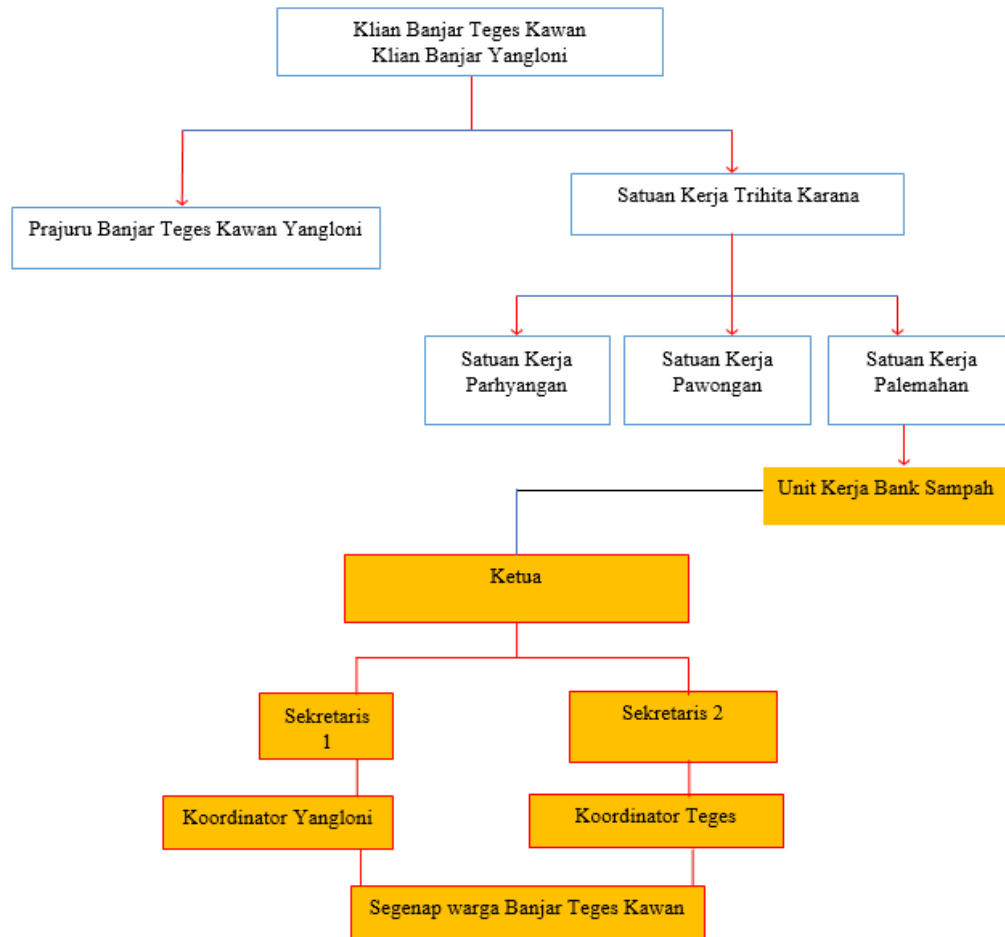 Klian Banjar Teges Kawan
Klian Banjar Yangloni
Prajuru Banjar Teges Kawan Yangloni
Satuan Kerja Trihita Karana
Satuan Kerja
Parhyangan
Satuan Kerja
Pawongan
Satuan Kerja
Palemahan
Unit Kerja Bank Sampah
Ketua
Sekretaris
1
Sekretaris 2
Koordinator Yangloni
Koordinator Teges
Segenap warga Banjar Teges Kawan